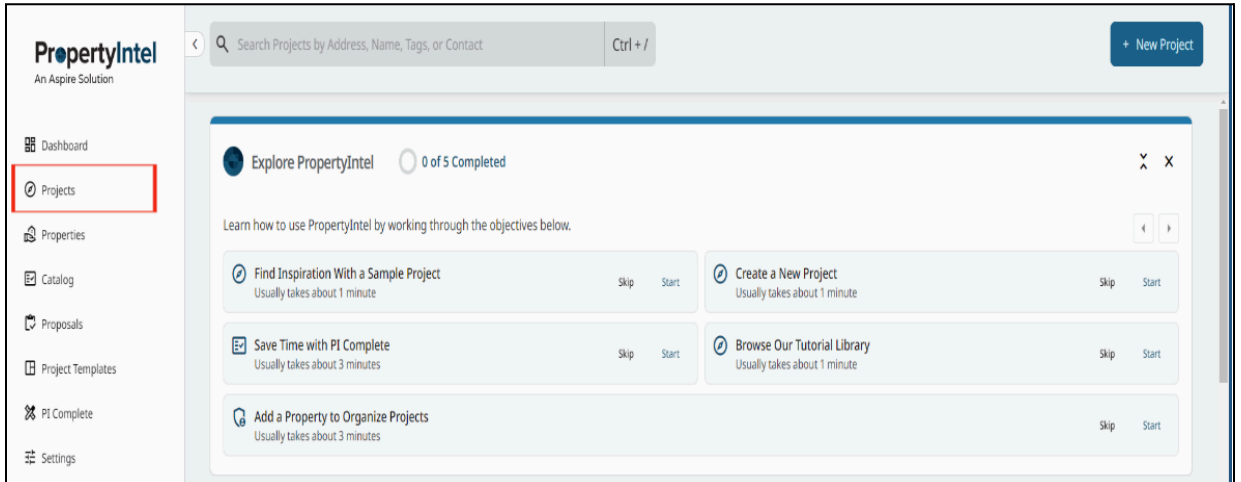 PropertyIntel
An Aspire Solution
Dashboard
Projects
Properties
Catalog
Proposals
Project Templates
PI Complete
Settings
Search Projects by Address, Name, Tags, or Contact
Ctrl + /
+ New Project
Explore PropertyIntel
0 of 5 Completed
Learn how to use PropertyIntel by working through the objectives below.
Find Inspiration With a Sample Project
Usually takes about 1 minute
Skip
Start
Create a New Project
Usually takes about 1 minute
Skip
Start
Save Time with PI Complete
Usually takes about 3 minutes
Skip
Start
Browse Our Tutorial Library
Usually takes about 1 minute
Skip
Start
Add a Property to Organize Projects
Usually takes about 3 minutes
Skip
Start